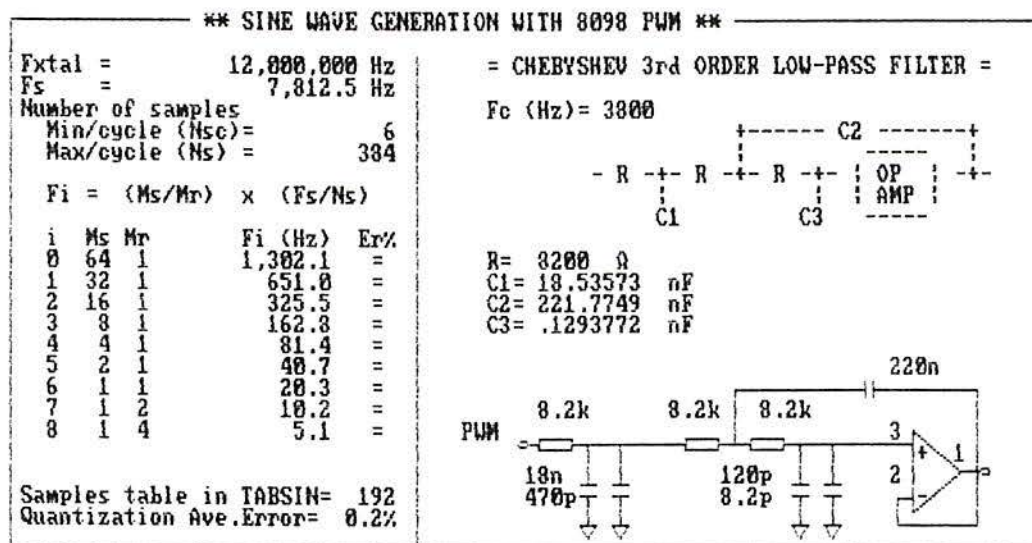 ** SINE WAVE GENERATION WITH 8098 PWM **
Fxtal = 12,000,000 Hz
Fs = 7,812.5 Hz
Number of samples
Min/cycle (Nsc)= 6
Max/cycle (Ns) = 384
Fi = (Ms/Mr) x (Fs/Ns)
i Ms Mr Fi (Hz) Er%
0 64 1 1,302.1 =
1 32 1 651.0 =
2 16 1 325.5 =
3 8 1 162.8 =
4 4 1 81.4 =
5 2 1 40.7 =
6 1 1 20.3 =
7 1 2 10.2 =
8 1 4 5.1 =
Samples table in TABSIN= 192
Quantization Ave.Error= 0.2%
= CHEBYSHEV 3rd ORDER LOW-PASS FILTER =
Fc (Hz)= 3800
+------ C2 -------+
- R -+- R -+- R -+- OP AMP -+-
C1 C3
R= 8200 Ω
C1= 18.53573 nF
C2= 221.7749 nF
C3= .1293772 nF
220n
8.2k 8.2k 8.2k
PWM
3
+ 1
2
-
18n 120p
470p 8.2p